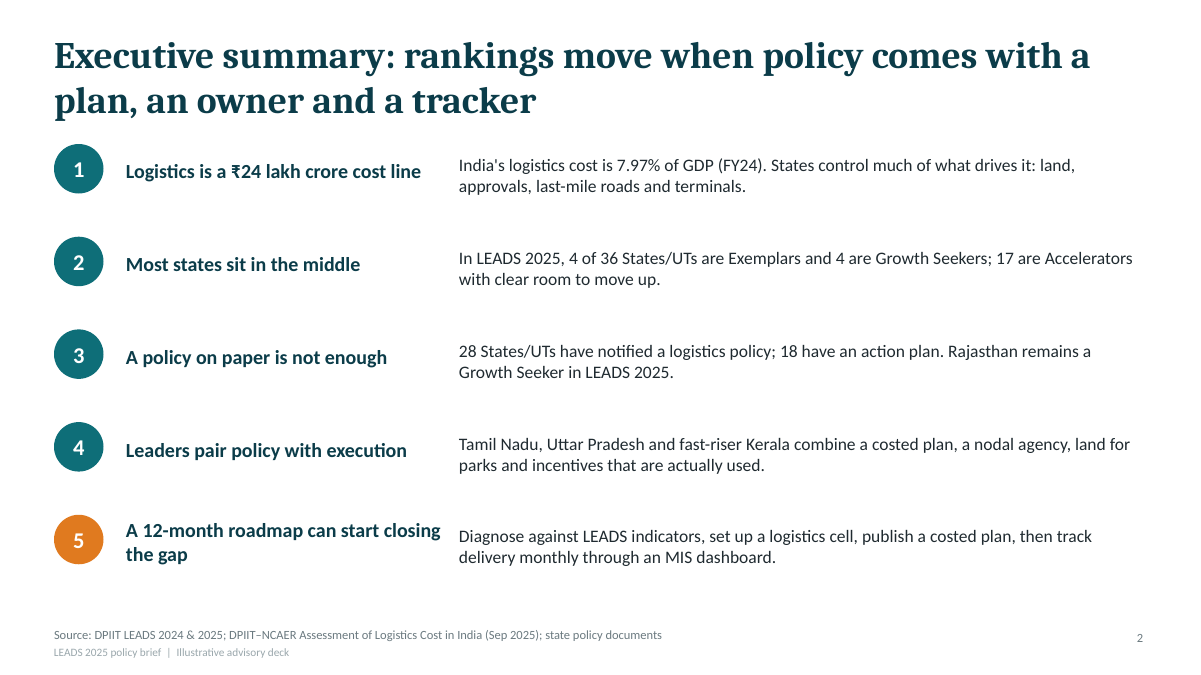 Executive summary: rankings move when policy comes with a
plan, an owner and a tracker
1
Logistics is a ₹24 lakh crore cost line
India's logistics cost is 7.97% of GDP (FY24). States control much of what drives it: land,
approvals, last-mile roads and terminals.
2
Most states sit in the middle
In LEADS 2025, 4 of 36 States/UTs are Exemplars and 4 are Growth Seekers; 17 are Accelerators
with clear room to move up.
3
A policy on paper is not enough
28 States/UTs have notified a logistics policy; 18 have an action plan. Rajasthan remains a
Growth Seeker in LEADS 2025.
4
Leaders pair policy with execution
Tamil Nadu, Uttar Pradesh and fast-riser Kerala combine a costed plan, a nodal agency, land for
parks and incentives that are actually used.
5
A 12-month roadmap can start closing
the gap
Diagnose against LEADS indicators, set up a logistics cell, publish a costed plan, then track
delivery monthly through an MIS dashboard.
Source: DPIIT LEADS 2024 & 2025; DPIIT–NCAER Assessment of Logistics Cost in India (Sep 2025); state policy documents
2
LEADS 2025 policy brief | Illustrative advisory deck